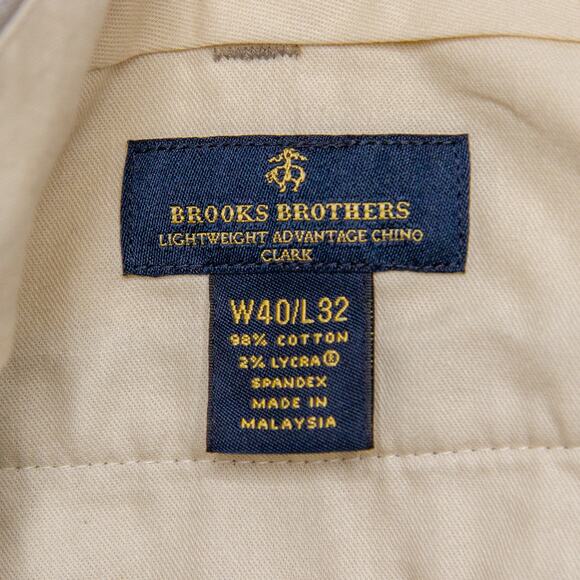 BROOKS BROTHERS
LIGHTWEIGHT ADVANTAGE CHINO
CLARK
W40/L32
98% COTTON
2% LYCRA®
SPANDEX
MADE IN
MALAYSIA